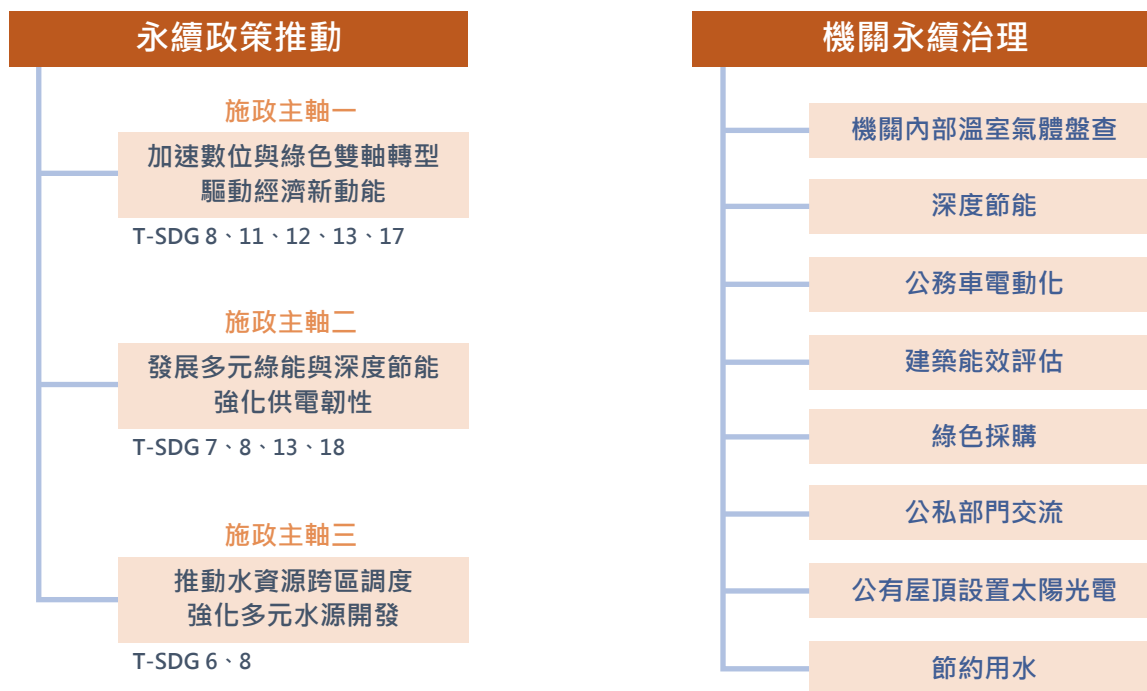 永續政策推動
施政主軸一
加速數位與綠色雙軸轉型
驅動經濟新動能
T-SDG 8、11、12、13、17
施政主軸二
發展多元綠能與深度節能
強化供電韌性
T-SDG 7、8、13、18
施政主軸三
推動水資源跨區調度
強化多元水源開發
T-SDG 6、8
機關永續治理
機關內部溫室氣體盤查
深度節能
公務車電動化
建築能效評估
綠色採購
公私部門交流
公有屋頂設置太陽光電
節約用水